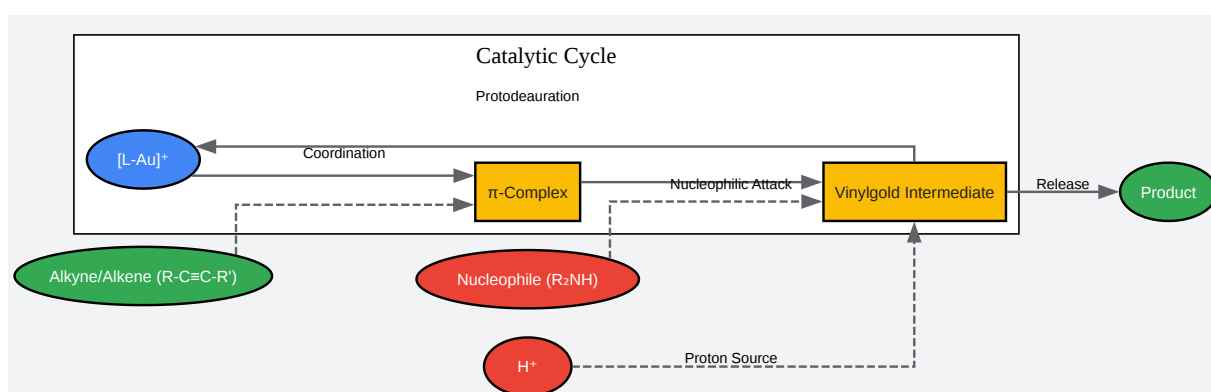 Catalytic Cycle
Protodeauration
[L-Au]⁺
Coordination
π-Complex
Nucleophilic Attack
Vinylgold Intermediate
Release
Product
Alkyne/Alkene (R-C≡C-R')
Nucleophile (R₂NH)
H⁺
Proton Source